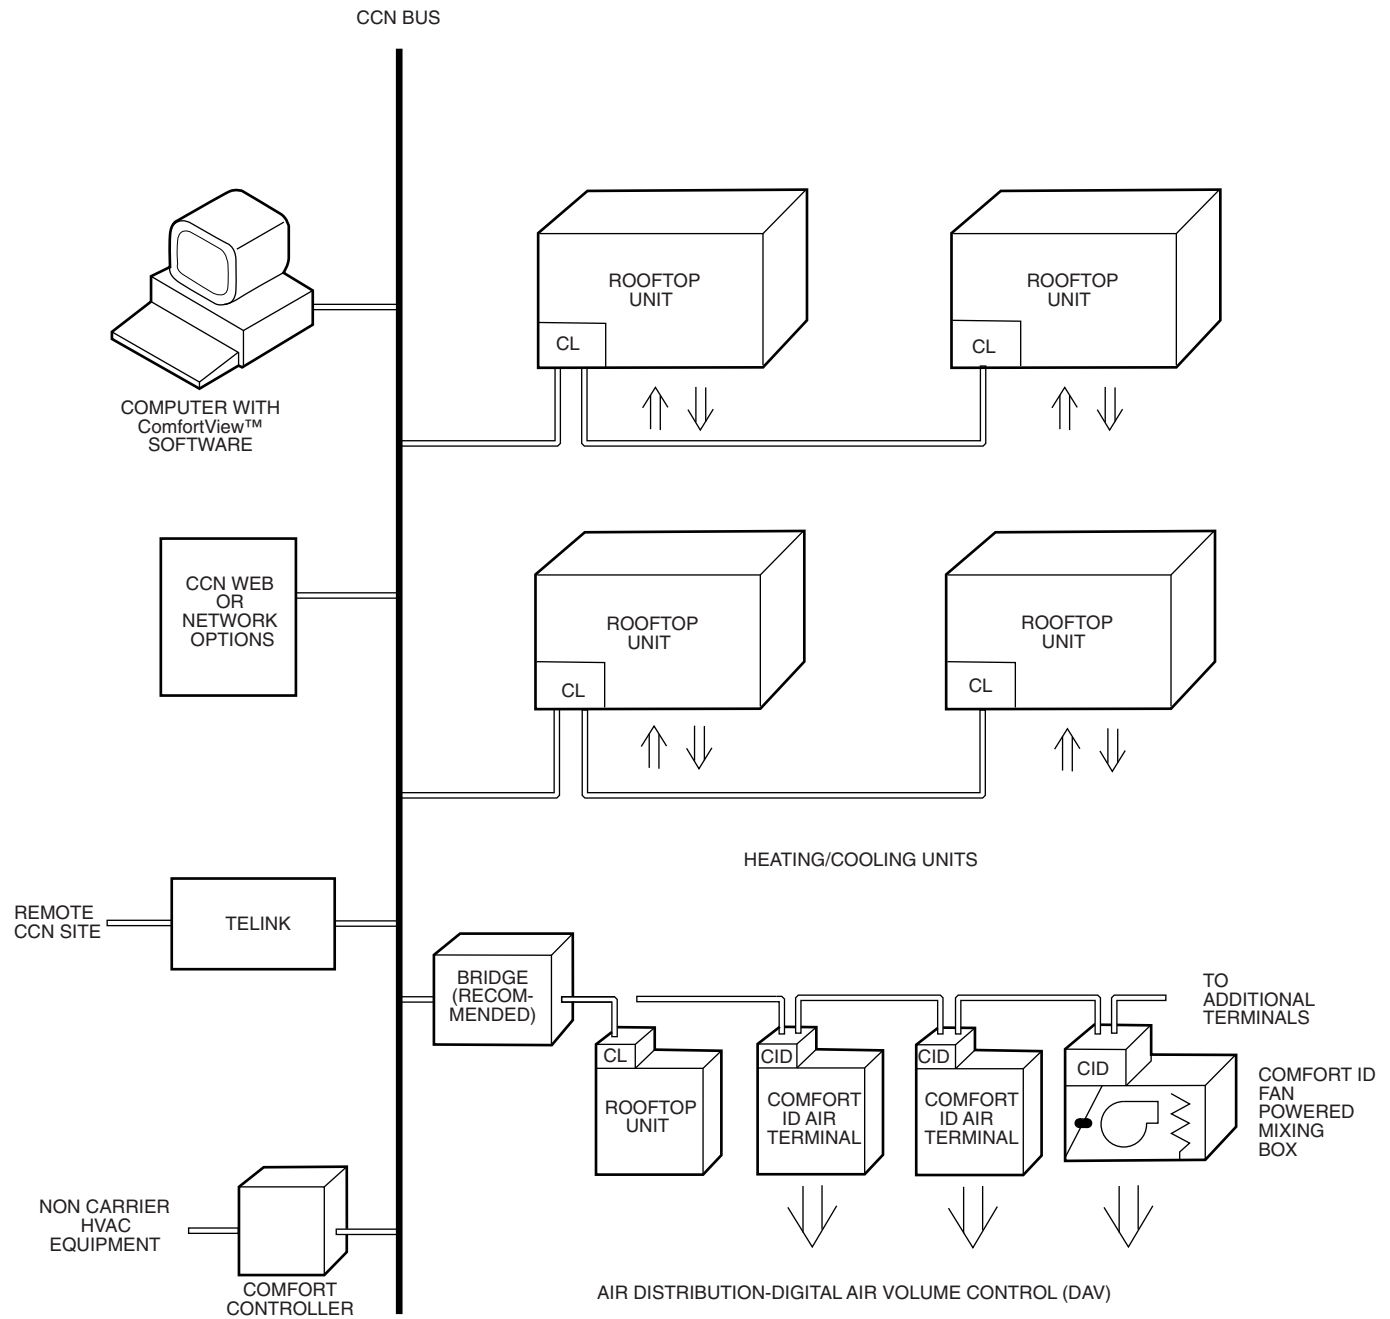 CCN BUS
ROOFTOP
UNIT
CL
ROOFTOP
UNIT
CL
COMPUTER WITH
ComfortView™
SOFTWARE
CCN WEB
OR
NETWORK
OPTIONS
ROOFTOP
UNIT
CL
ROOFTOP
UNIT
CL
HEATING/COOLING UNITS
REMOTE
CCN SITE
TELINK
BRIDGE
(RECOM-
MENDED)
CL
ROOFTOP
UNIT
CID
COMFORT
ID AIR
TERMINAL
CID
COMFORT
ID AIR
TERMINAL
CID
TO
ADDITIONAL
TERMINALS
COMFORT ID
FAN
POWERED
MIXING
BOX
NON CARRIER
HVAC
EQUIPMENT
COMFORT
CONTROLLER
AIR DISTRIBUTION-DIGITAL AIR VOLUME CONTROL (DAV)